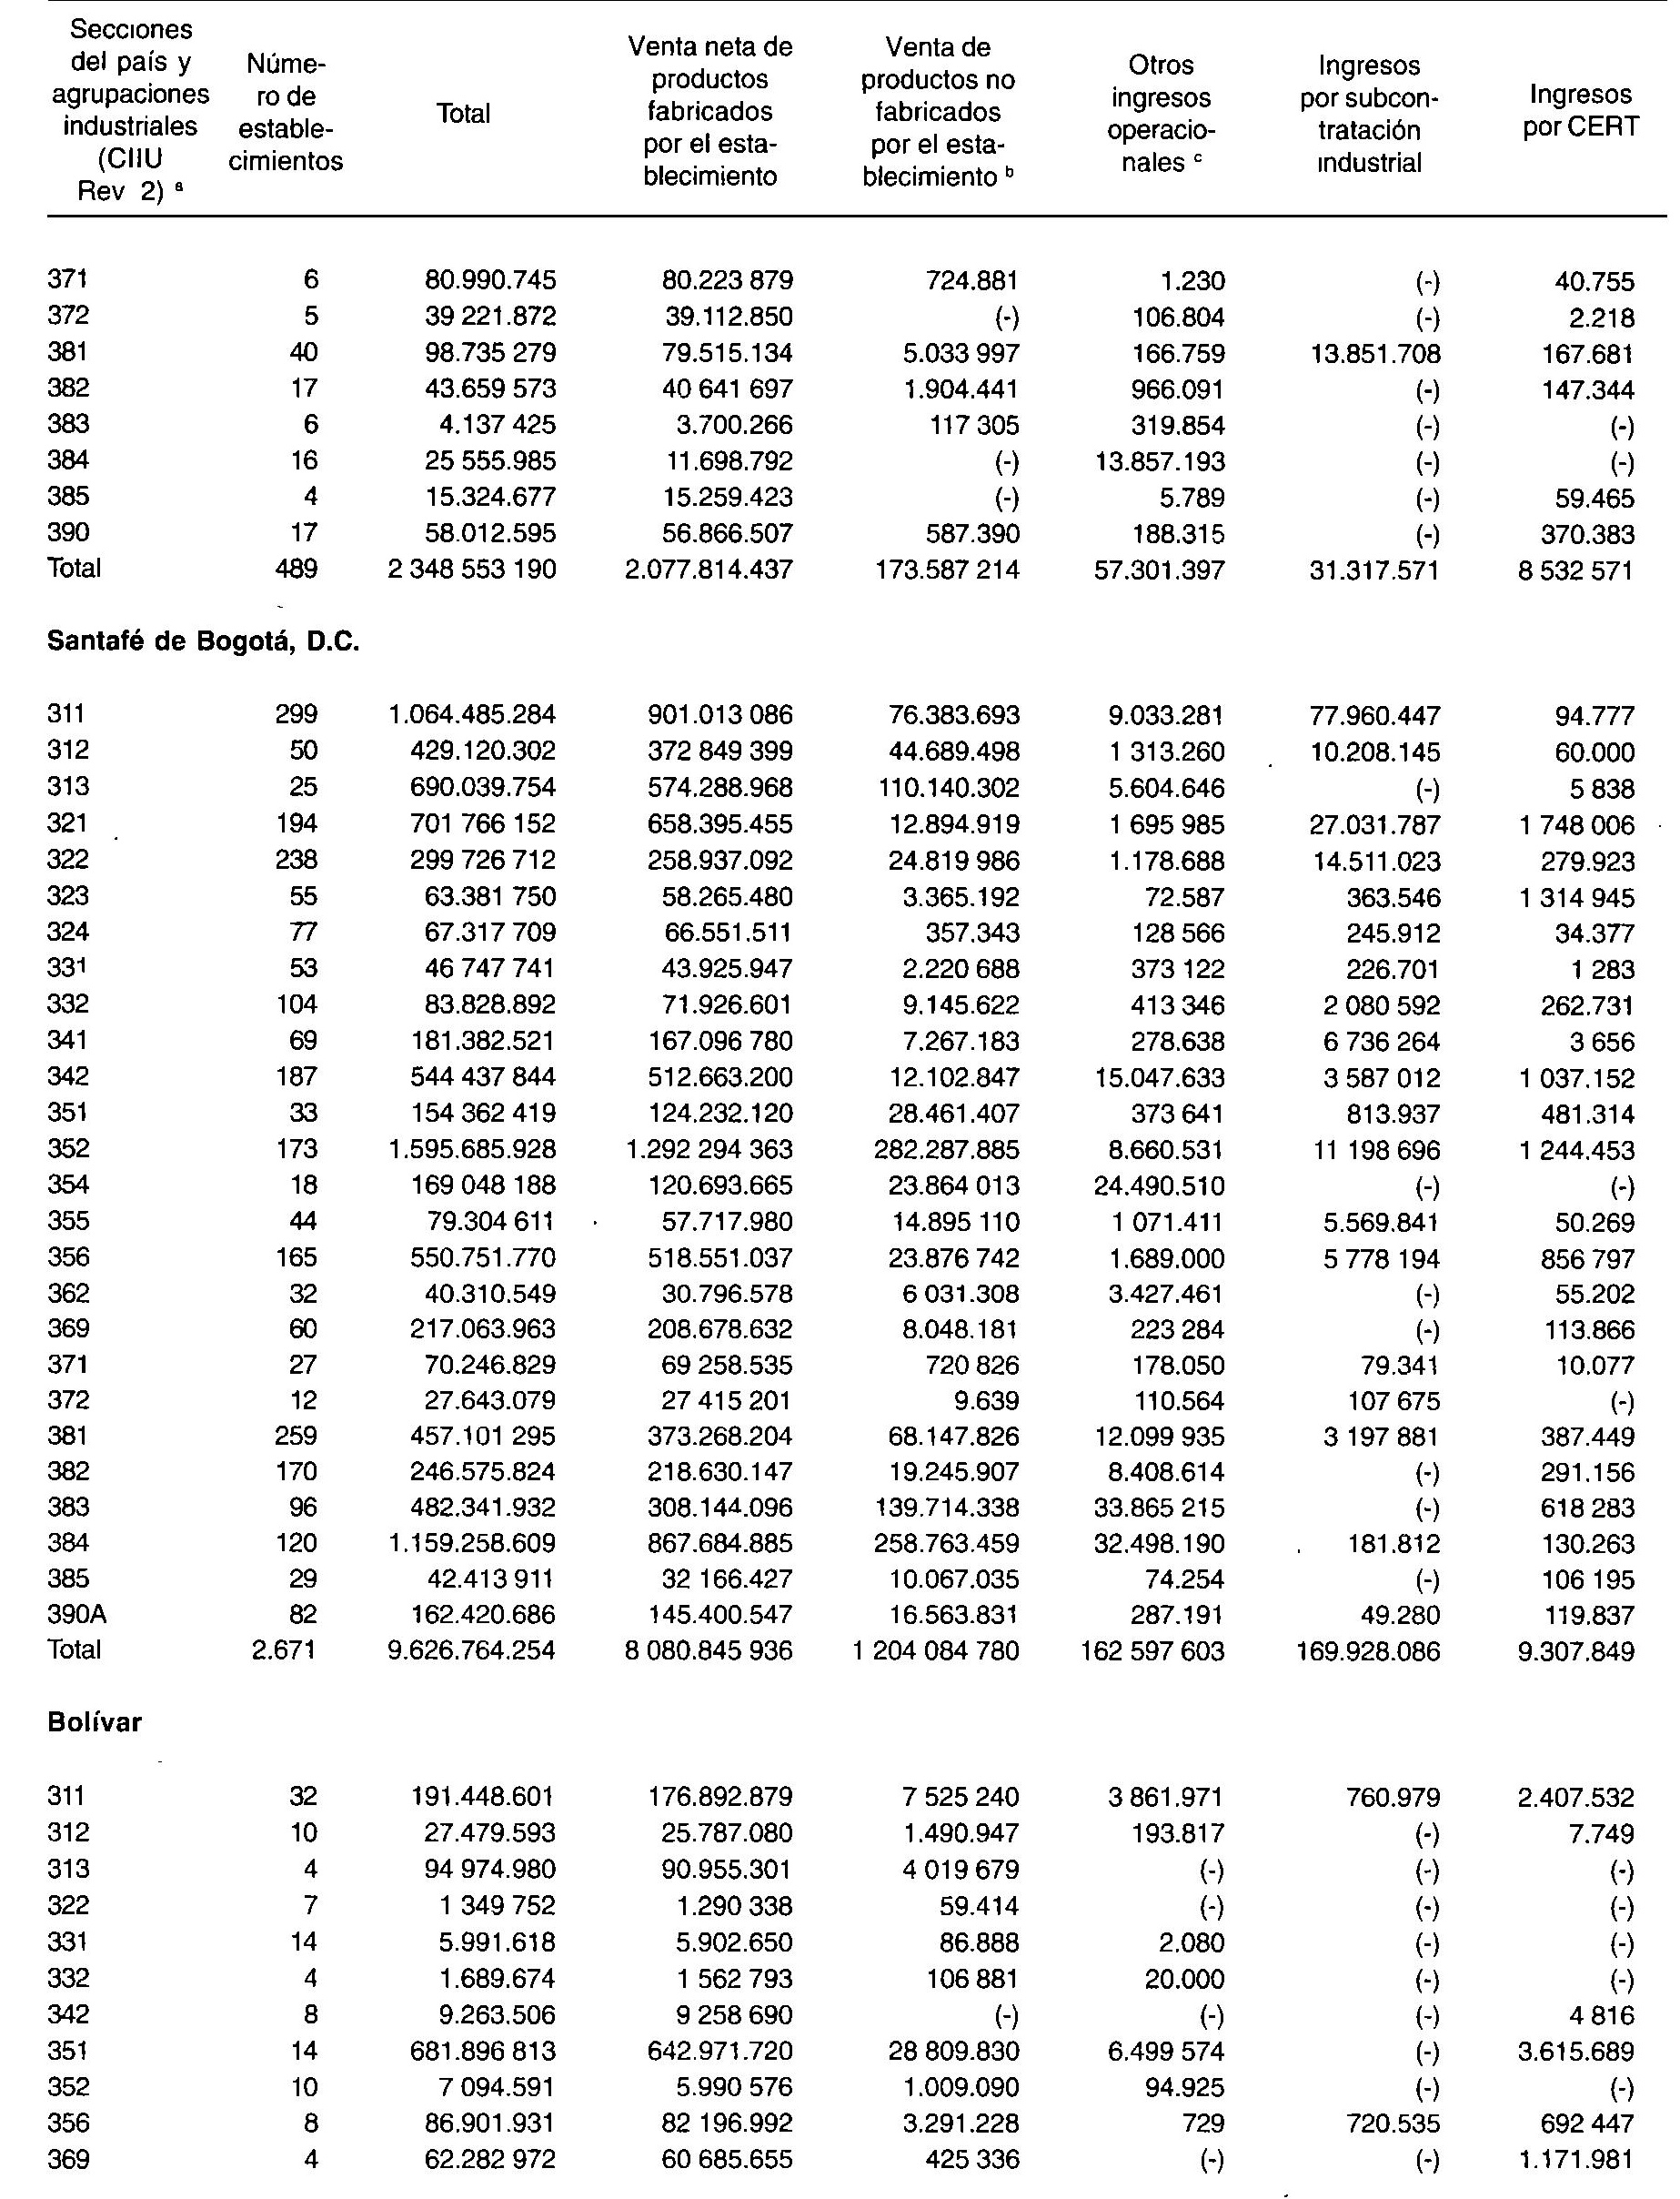 Secciones del país y agrupaciones industriales (CIIU Rev 2) a Núme- ro de estable- cimientos Total Venta neta de productos fabricados por el esta- blecimiento Venta de productos no fabricados por el esta- blecimiento b Otros ingresos operacio- nales c Ingresos por subcon- tratación industrial Ingresos por CERT
371 6 80.990.745 80.223 879 724.881 1.230 (-) 40.755
372 5 39 221.872 39.112.850 (-) 106.804 (-) 2.218
381 40 98.735 279 79.515.134 5.033 997 166.759 13.851.708 167.681
382 17 43.659 573 40 641 697 1.904.441 966.091 (-) 147.344
383 6 4.137 425 3.700.266 117 305 319.854 (-) (-)
384 16 25 555.985 11.698.792 (-) 13.857.193 (-) (-)
385 4 15.324.677 15.259.423 (-) 5.789 (-) 59.465
390 17 58.012.595 56.866.507 587.390 188.315 (-) 370.383
Total 489 2 348 553 190 2.077.814.437 173.587 214 57.301.397 31.317.571 8 532 571
Santafé de Bogotá, D.C.
311 299 1.064.485.284 901.013 086 76.383.693 9.033.281 77.960.447 94.777
312 50 429.120.302 372 849 399 44.689.498 1 313.260 10.208.145 60.000
313 25 690.039.754 574.288.968 110.140.302 5.604.646 (-) 5 838
321 194 701 766 152 658.395.455 12.894.919 1 695 985 27.031.787 1 748 006
322 238 299 726 712 258.937.092 24.819 986 1.178.688 14.511.023 279.923
323 55 63.381 750 58.265.480 3.365.192 72.587 363.546 1 314 945
324 77 67.317 709 66.551.511 357.343 128 566 245.912 34.377
331 53 46 747 741 43.925.947 2.220 688 373 122 226.701 1 283
332 104 83.828.892 71.926.601 9.145.622 413 346 2 080 592 262.731
341 69 181.382.521 167.096 780 7.267.183 278.638 6 736 264 3 656
342 187 544 437 844 512.663.200 12.102.847 15.047.633 3 587 012 1 037.152
351 33 154 362 419 124.232.120 28.461.407 373 641 813.937 481.314
352 173 1.595.685.928 1.292 294 363 282.287.885 8.660.531 11 198 696 1 244.453
354 18 169 048 188 120.693.665 23.864 013 24.490.510 (-) (-)
355 44 79.304 611 57.717.980 14.895 110 1 071.411 5.569.841 50.269
356 165 550.751.770 518.551.037 23.876 742 1.689.000 5 778 194 856 797
362 32 40.310.549 30.796.578 6 031.308 3.427.461 (-) 55.202
369 60 217.063.963 208.678.632 8.048.181 223 284 (-) 113.866
371 27 70.246.829 69 258.535 720 826 178.050 79.341 10.077
372 12 27.643.079 27 415 201 9.639 110.564 107 675 (-)
381 259 457.101 295 373.268.204 68.147.826 12.099 935 3 197 881 387.449
382 170 246.575.824 218.630.147 19.245.907 8.408.614 (-) 291.156
383 96 482.341.932 308.144.096 139.714.338 33.865 215 (-) 618 283
384 120 1.159.258.609 867.684.885 258.763.459 32.498.190 181.812 130.263
385 29 42.413 911 32 166.427 10.067.035 74.254 (-) 106 195
390A 82 162.420.686 145.400.547 16.563.831 287.191 49.280 119.837
Total 2.671 9.626.764.254 8 080.845 936 1 204 084 780 162 597 603 169.928.086 9.307.849
Bolívar
311 32 191.448.601 176.892.879 7 525 240 3 861.971 760.979 2.407.532
312 10 27.479.593 25.787.080 1.490.947 193.817 (-) 7.749
313 4 94 974.980 90.955.301 4 019 679 (-) (-) (-)
322 7 1 349 752 1.290 338 59.414 (-) (-) (-)
331 14 5.991.618 5.902.650 86.888 2.080 (-) (-)
332 4 1.689.674 1 562 793 106 881 20.000 (-) (-)
342 8 9.263.506 9 258 690 (-) (-) (-) 4 816
351 14 681.896 813 642.971.720 28 809.830 6.499 574 (-) 3.615.689
352 10 7 094.591 5.990 576 1.009.090 94.925 (-) (-)
356 8 86.901.931 82 196.992 3.291.228 729 720.535 692 447
369 4 62.282 972 60 685.655 425 336 (-) (-) 1.171.981